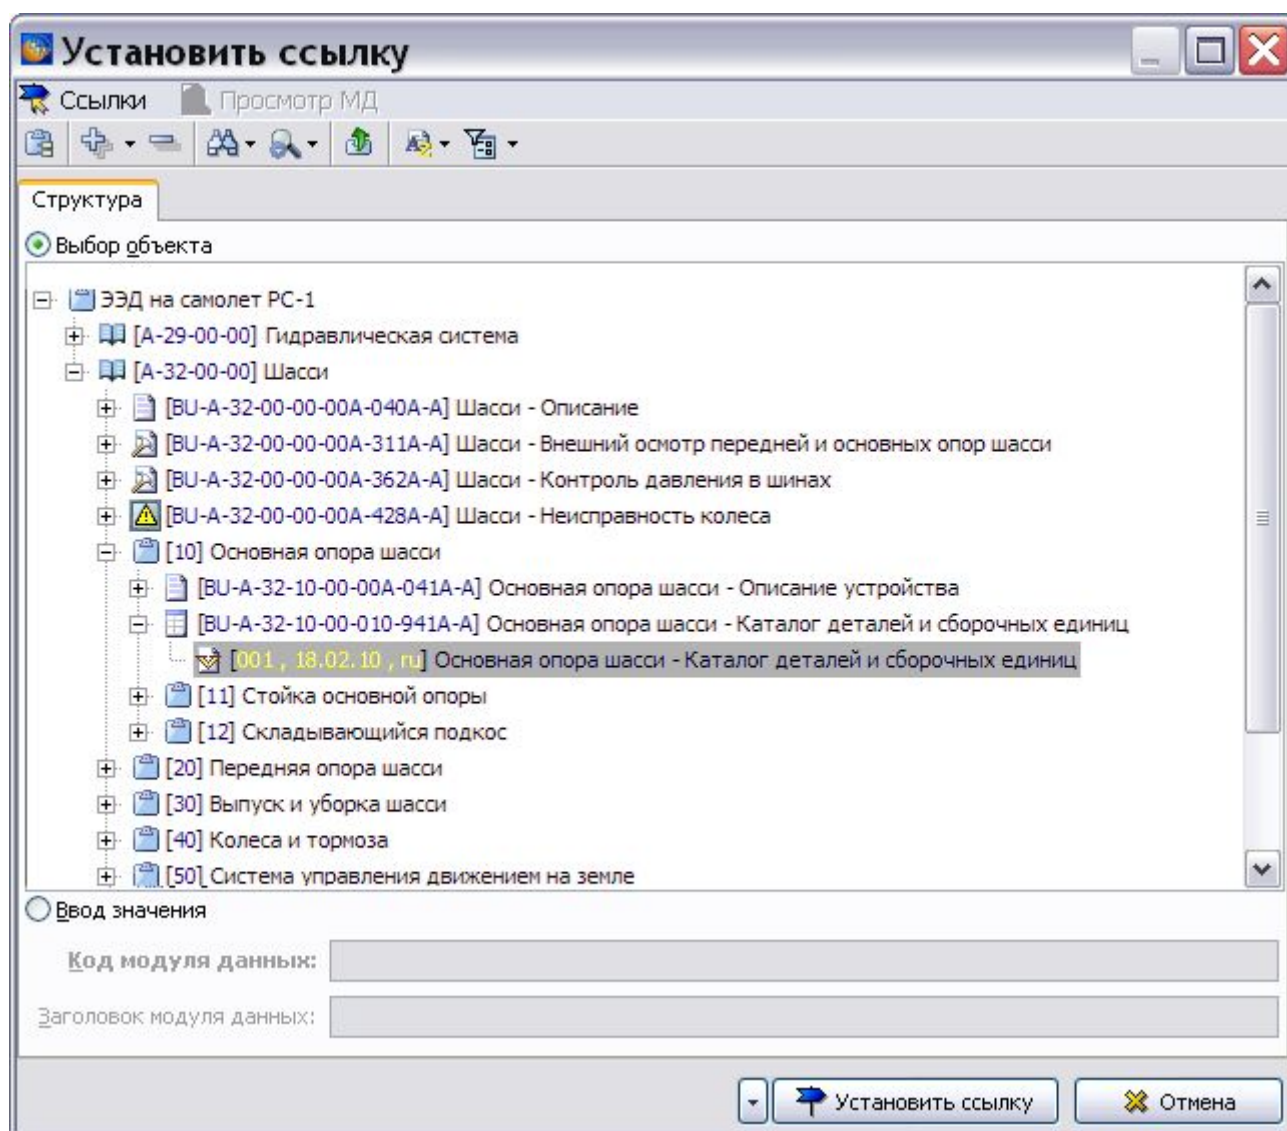 Установить ссылку
Ссылки Просмотр МД
Структура
Выбор объекта
ЭЭД на самолет РС-1
[A-29-00-00] Гидравлическая система
[A-32-00-00] Шасси
[BU-A-32-00-00-00A-040A-A] Шасси - Описание
[BU-A-32-00-00-00A-311A-A] Шасси - Внешний осмотр передней и основных опор шасси
[BU-A-32-00-00-00A-362A-A] Шасси - Контроль давления в шинах
[BU-A-32-00-00-00A-428A-A] Шасси - Неисправность колеса
[10] Основная опора шасси
[BU-A-32-10-00-00A-041A-A] Основная опора шасси - Описание устройства
[BU-A-32-10-00-010-941A-A] Основная опора шасси - Каталог деталей и сборочных единиц
[001 , 18.02.10 , ru] Основная опора шасси - Каталог деталей и сборочных единиц
[11] Стойка основной опоры
[12] Складывающийся подкос
[20] Передняя опора шасси
[30] Выпуск и уборка шасси
[40] Колеса и тормоза
[50] Система управления движением на земле
Ввод значения
Код модуля данных:
Заголовок модуля данных:
Установить ссылку Отмена